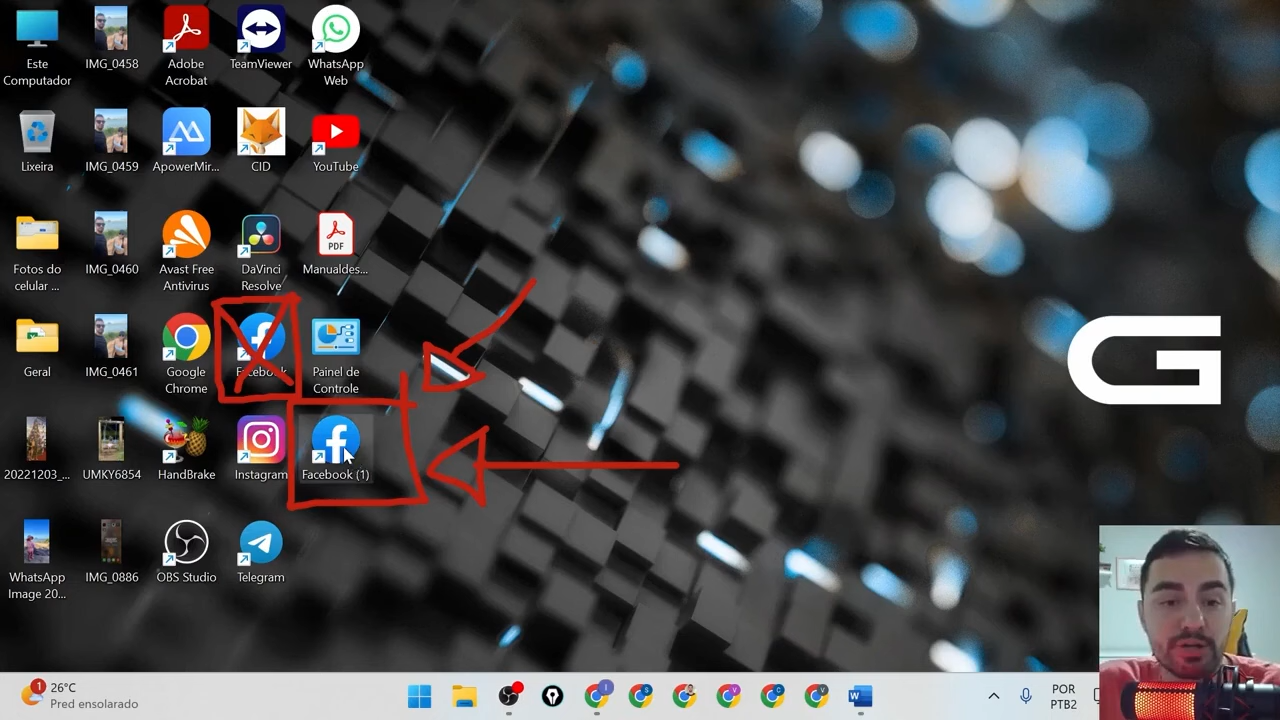 Este
Computador
IMG_0458
Adobe
Acrobat
TeamViewer
WhatsApp
Web
Lixeira
IMG_0459
ApowerMir...
CID
YouTube
PDF
Fotos do
celular ...
IMG_0460
Avast Free
Antivirus
DaVinci
Resolve
Manualdes...
Geral
IMG_0461
Google
Chrome
Facebook
Painel de
Controle
G
20221203_...
UMKY6854
HandBrake
Instagram
Facebook (1)
WhatsApp
Image 20...
IMG_0886
OBS Studio
Telegram
1
26°C
Pred ensolarado
I
S
V
C
V
W
POR
PTB2